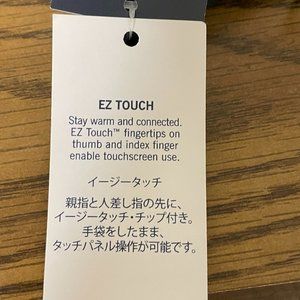 EZ TOUCH
Stay warm and connected.
EZ Touch™ fingertips on
thumb and index finger
enable touchscreen use.
イージータッチ
親指と人差し指の先に、
イージータッチ・チップ付き。
手袋をしたまま、
タッチパネル操作が可能です。